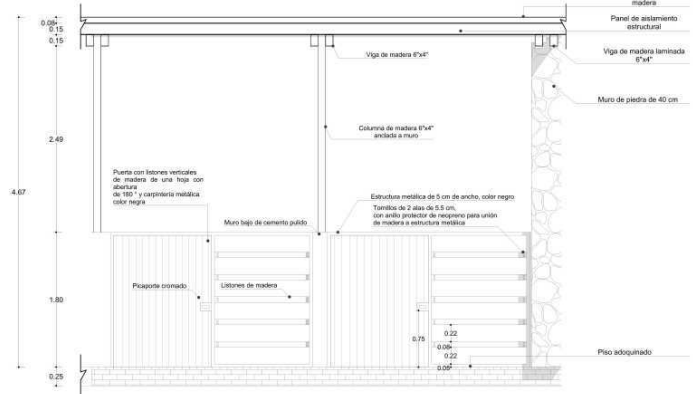 madera
0.08
0.15
0.15
Panel de aislamiento
estructural
Viga de madera 6"x4"
Viga de madera laminada
6"x4"
Muro de piedra de 40 cm
2.49
Columna de madera 6"x4"
anclada a muro
4.67
Puerta con listones verticales
de madera de una hoja con
abertura
de 180 ° y carpintería metálica
color negra
Estructura metálica de 5 cm de ancho, color negro
Tornillos de 2 alas de 5.5 cm,
con anillo protector de neopreno para unión
de madera a estructura metálica
Muro bajo de cemento pulido
Picaporte cromado
Listones de madera
1.80
0.75
0.22
0.08
0.22
0.05
Piso adoquinado
0.25